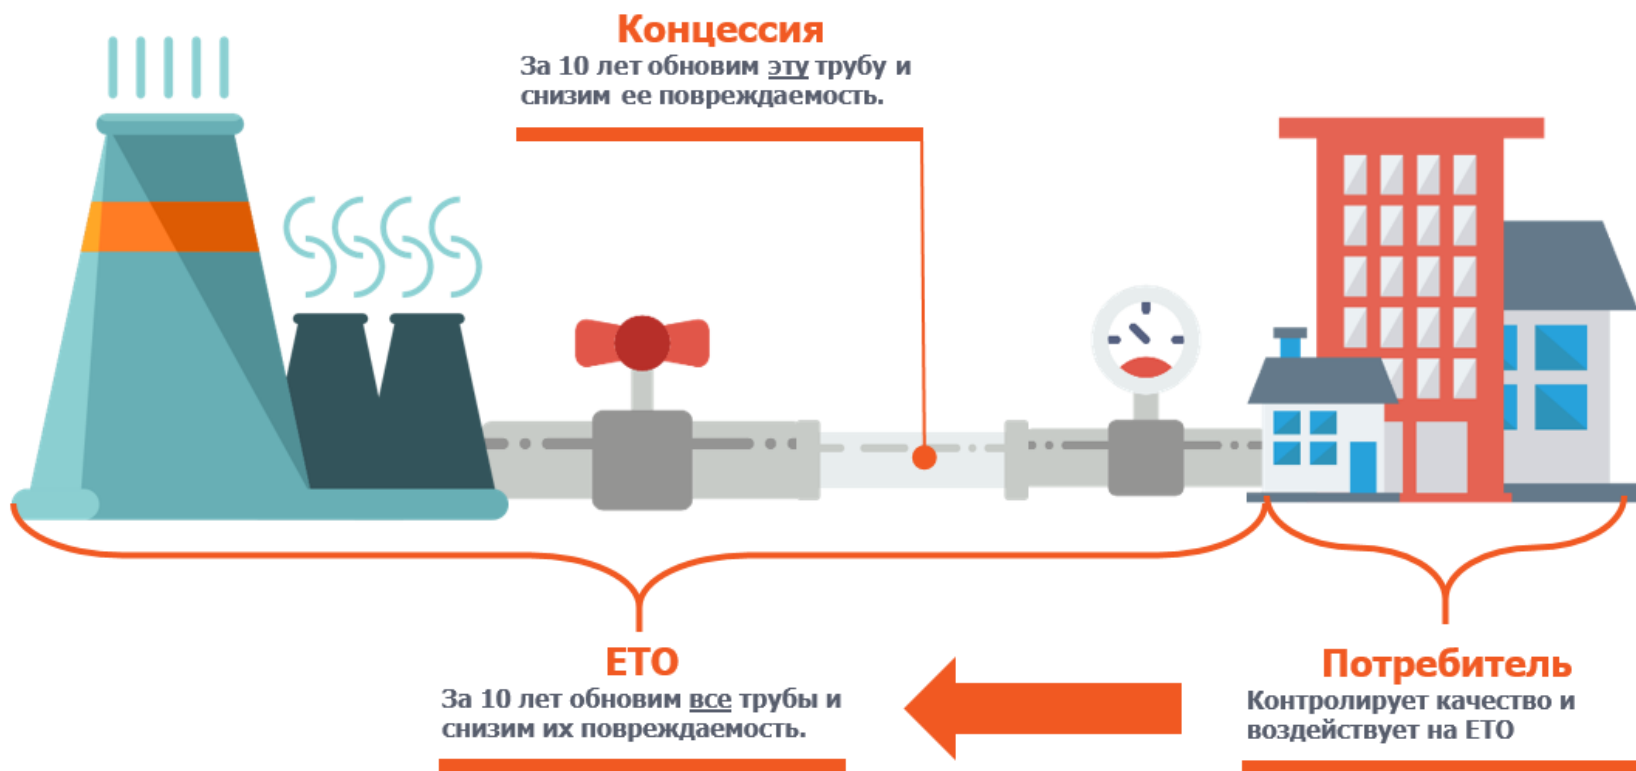 Концессия
За 10 лет обновим эту трубу и
снизим ее повреждаемость.
ЕТО
За 10 лет обновим все трубы и
снизим их повреждаемость.
Потребитель
Контролирует качество и
воздействует на ЕТО